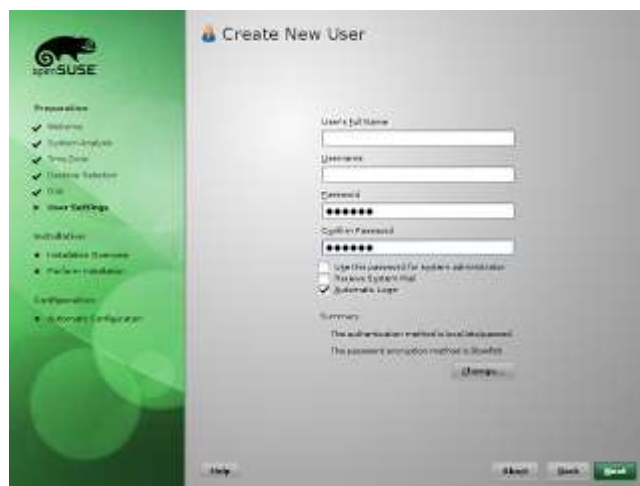 openSUSE
Create New User
Preparation
Welcome
System Analysis
Time Zone
Desktop Selection
Disk
User Settings
Installation
Installation Overview
Perform Installation
Configuration
Automatic Configuration
User's Full Name
Username
Password
●●●●●●
Confirm Password
●●●●●●
Use this password for system administrator
Receive System Mail
Automatic Login
Summary
The authentication method is local /etc/passwd.
The password encryption method is Blowfish.
Change...
Help
Abort
Back
Next